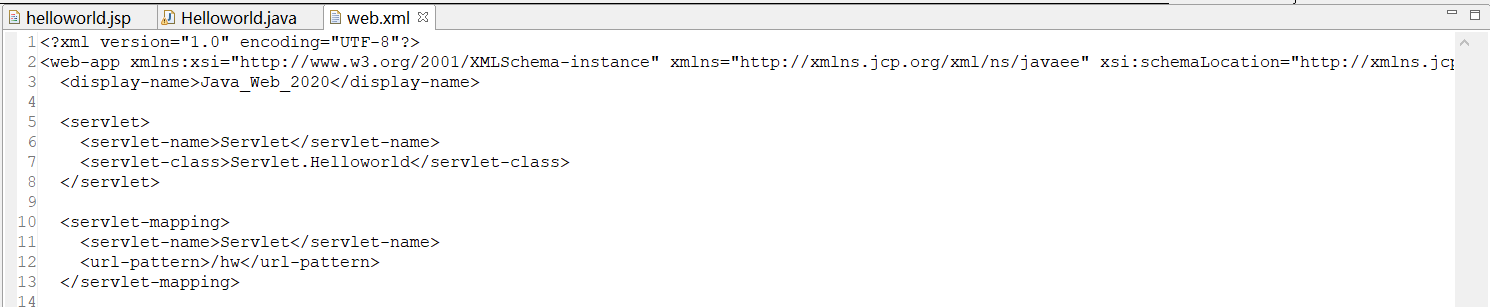 helloworld.jsp Helloworld.java web.xml
1 <?xml version="1.0" encoding="UTF-8"?>
2 <web-app xmlns:xsi="http://www.w3.org/2001/XMLSchema-instance" xmlns="http://xmlns.jcp.org/xml/ns/javaee" xsi:schemaLocation="http://xmlns.jcp
3 <display-name>Java_Web_2020</display-name>
4
5 <servlet>
6 <servlet-name>Servlet</servlet-name>
7 <servlet-class>Servlet.Helloworld</servlet-class>
8 </servlet>
9
10 <servlet-mapping>
11 <servlet-name>Servlet</servlet-name>
12 <url-pattern>/hw</url-pattern>
13 </servlet-mapping>
14